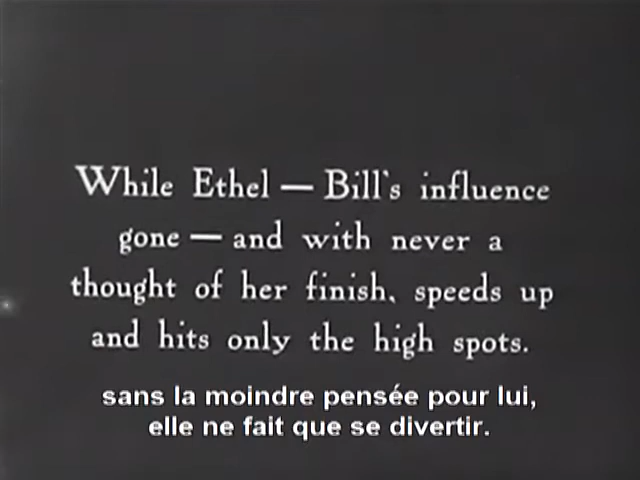 While Ethel — Bill's influence
gone — and with never a
thought of her finish, speeds up
and hits only the high spots.
sans la moindre pensée pour lui,
elle ne fait que se divertir.